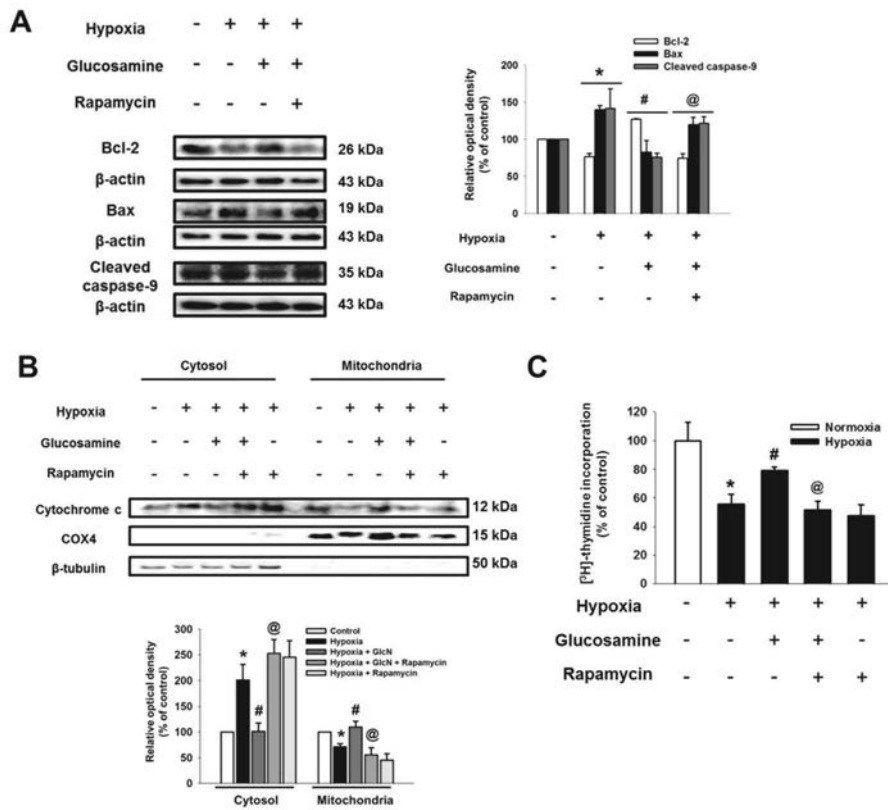 A
Hypoxia - + + +
Glucosamine - - + +
Rapamycin - - - +
Bcl-2 26 kDa
β-actin 43 kDa
Bax 19 kDa
β-actin 43 kDa
Cleaved
caspase-9 35 kDa
β-actin 43 kDa
Bcl-2
Bax
Cleaved caspase-9
Relative optical density
(% of control)
200
150
100
50
0
* # @
Hypoxia - + + +
Glucosamine - - + +
Rapamycin - - - +
B
Cytosol Mitochondria
Hypoxia - + + + + - + + + +
Glucosamine - - + + - - - + + -
Rapamycin - - - + + - - - + +
Cytochrome c 12 kDa
COX4 15 kDa
β-tubulin 50 kDa
Control
Hypoxia
Hypoxia + GlcN
Hypoxia + GlcN + Rapamycin
Hypoxia + Rapamycin
Relative optical density
(% of control)
300
250
200
150
100
50
0
* # @ * # @
Cytosol Mitochondria
C
Normoxia
Hypoxia
[³H]-thymidine incorporation
(% of control)
120
100
80
60
40
20
0
* # @
Hypoxia - + + + +
Glucosamine - - + + -
Rapamycin - - - + +